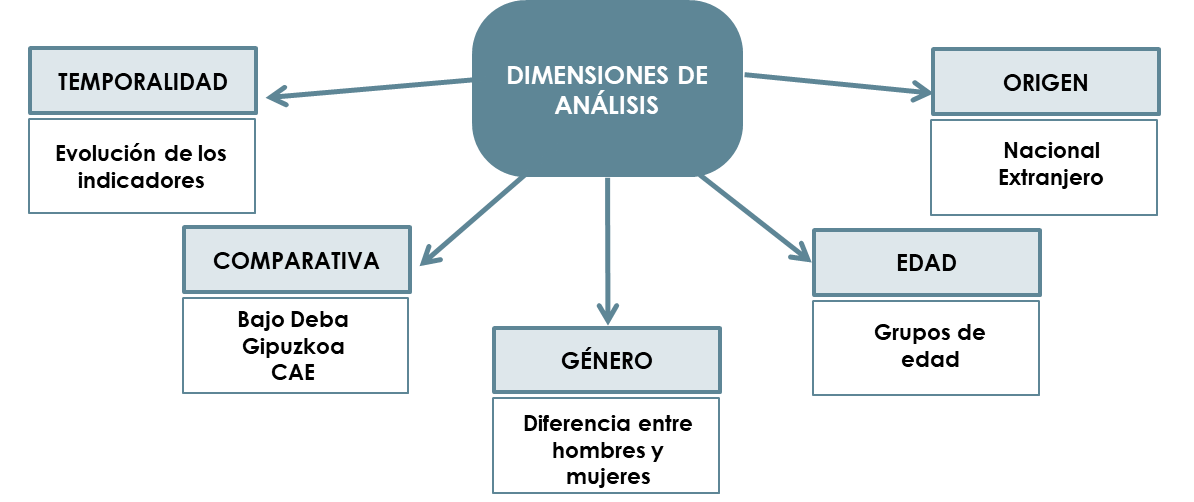 DIMENSIONES DE
ANÁLISIS
TEMPORALIDAD
Evolución de los
indicadores
COMPARATIVA
Bajo Deba
Gipuzkoa
CAE
GÉNERO
Diferencia entre
hombres y
mujeres
EDAD
Grupos de
edad
ORIGEN
Nacional
Extranjero